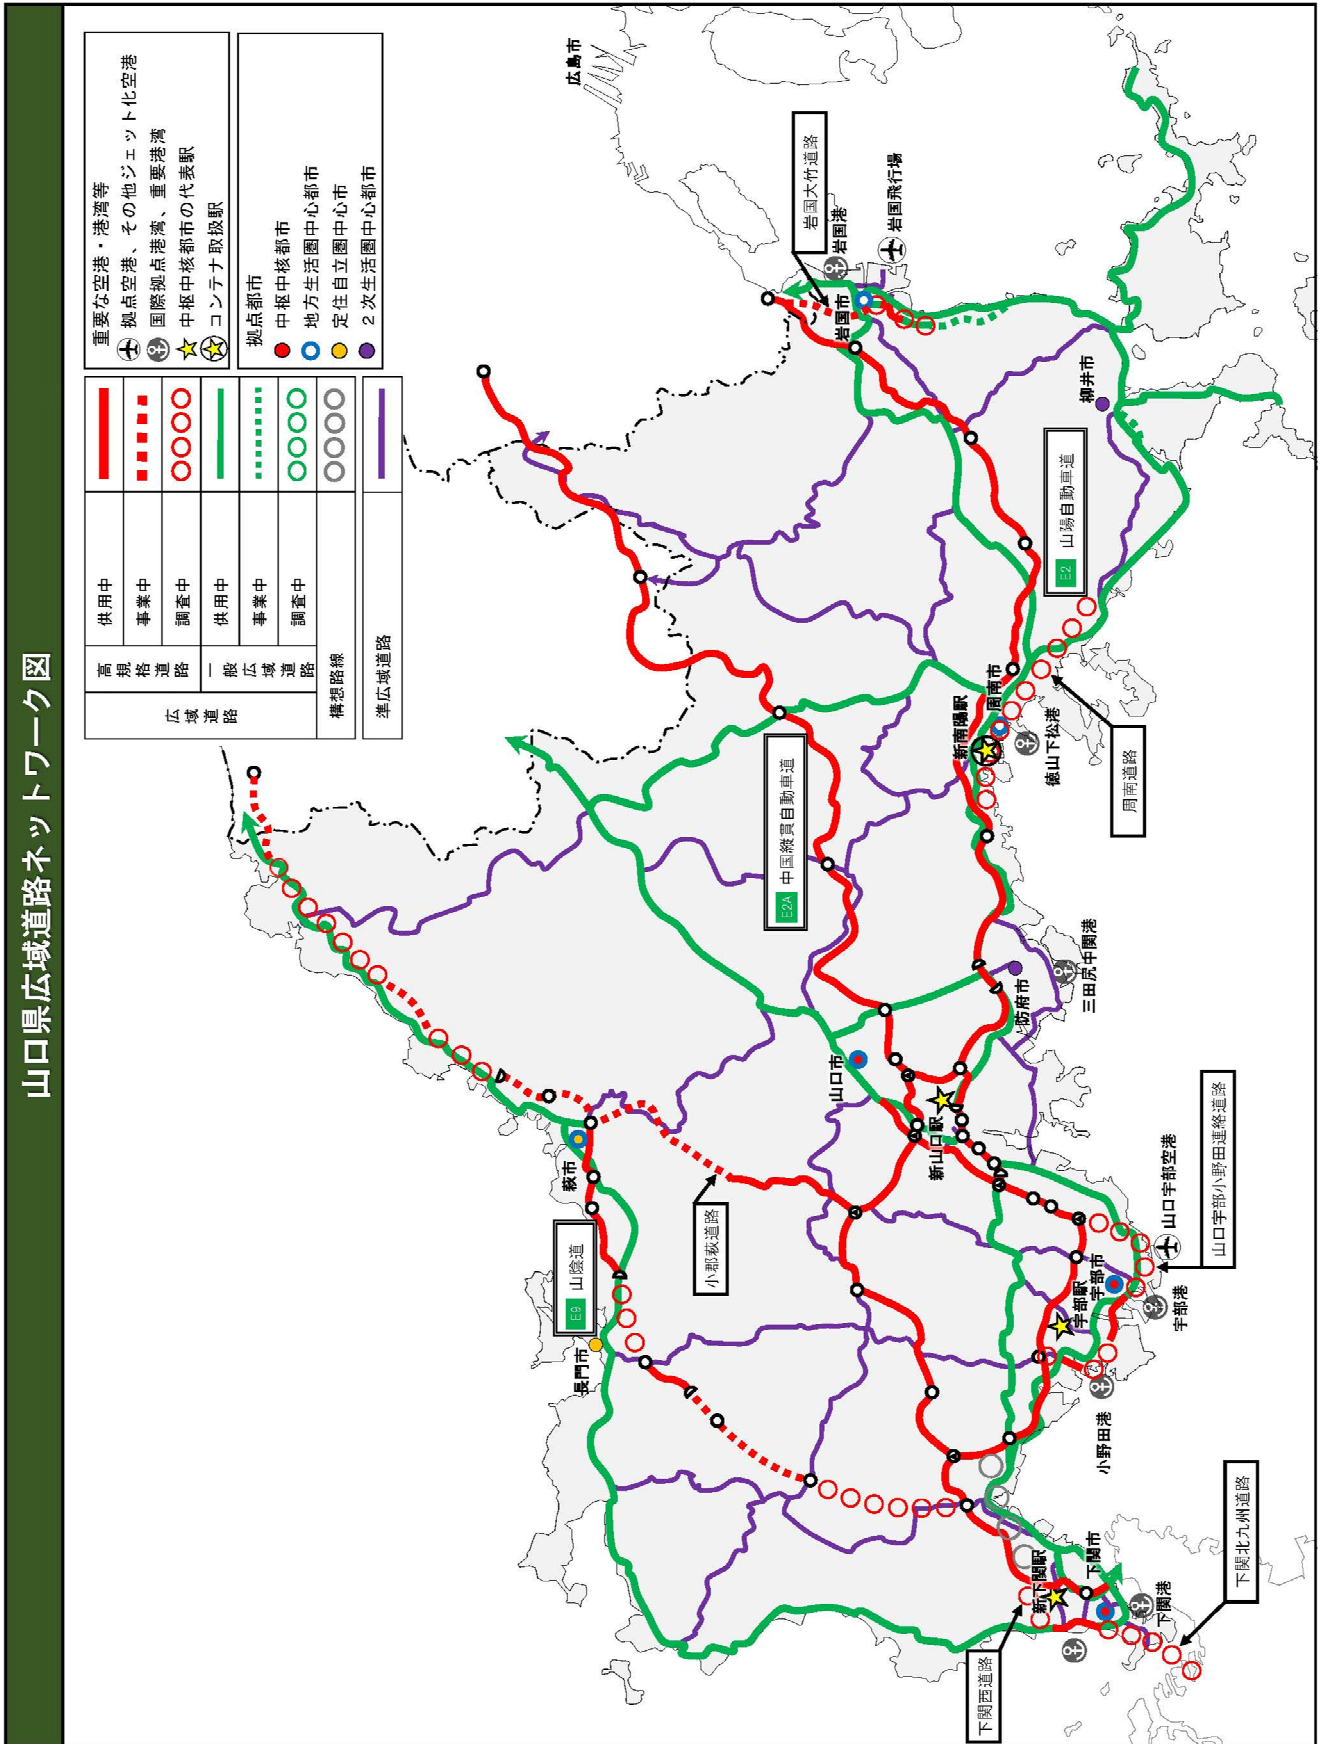 山口県広域道路ネットワーク図
広域道路
高規格道路
供用中
事業中
調査中
一般広域道路
供用中
事業中
調査中
構想路線
準広域道路
重要な空港・港湾等
拠点空港、その他ジェット化空港
国際拠点港湾、重要港湾
中枢中核都市の代表駅
コンテナ取扱駅
拠点都市
中枢中核都市
地方生活圏中心都市
定住自立圏中心市
2次生活圏中心都市
広島市
岩国大竹道路
岩国港
岩国飛行場
岩国市
柳井市
E2 山陽自動車道
周南市
新南陽駅
徳山下松港
周南道路
E2A 中国縦貫自動車道
防府市
三田尻中関港
山口市
新山口駅
萩市
小郡萩道路
E9 山陰道
長門市
山口宇部空港
山口宇部小野田連絡道路
宇部市
宇部駅
宇部港
小野田港
下関市
新下関駅
下関港
下関西道路
下関北九州道路